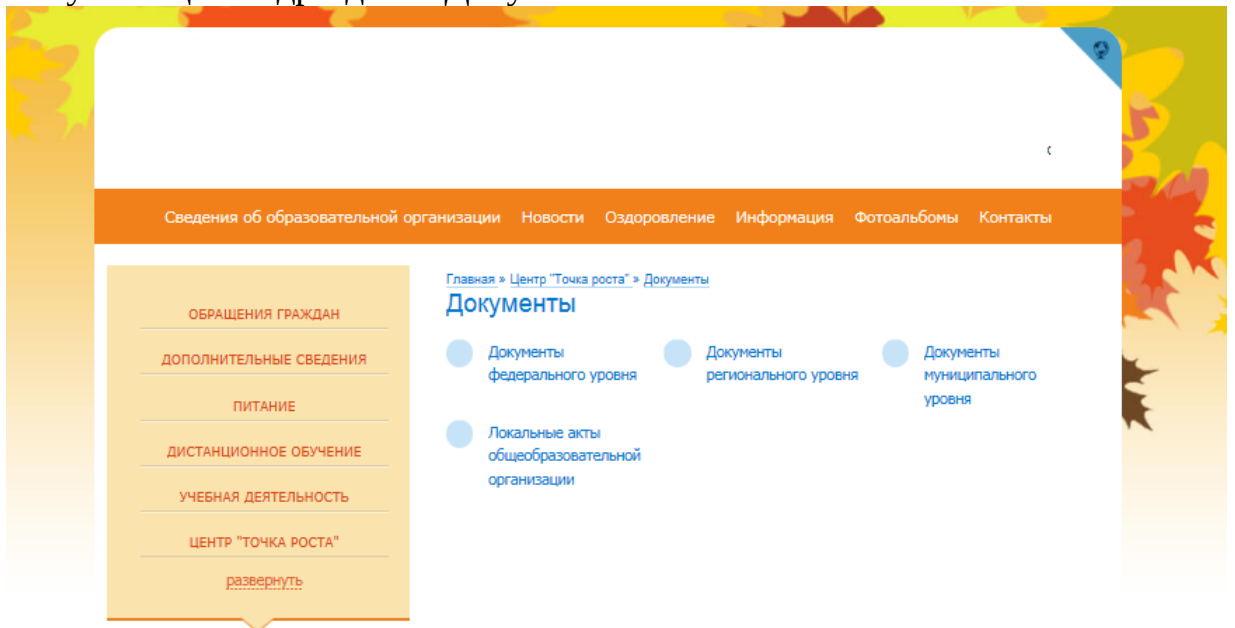 Сведения об образовательной организации Новости Оздоровление Информация Фотоальбомы Контакты
ОБРАЩЕНИЯ ГРАЖДАН
ДОПОЛНИТЕЛЬНЫЕ СВЕДЕНИЯ
ПИТАНИЕ
ДИСТАНЦИОННОЕ ОБУЧЕНИЕ
УЧЕБНАЯ ДЕЯТЕЛЬНОСТЬ
ЦЕНТР "ТОЧКА РОСТА"
развернуть
Главная » Центр "Точка роста" » Документы
Документы
Документы
федерального уровня
Документы
регионального уровня
Документы
муниципального
уровня
Локальные акты
общеобразовательной
организации